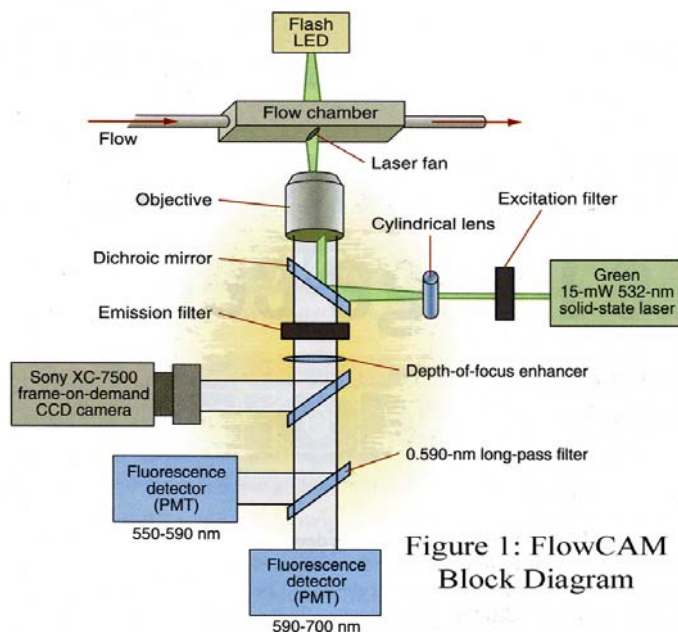 Flash
LED
Flow chamber
Flow
Laser fan
Objective
Excitation filter
Cylindrical lens
Dichroic mirror
Green
15-mW 532-nm
solid-state laser
Emission filter
Depth-of-focus enhancer
Sony XC-7500
frame-on-demand
CCD camera
0.590-nm long-pass filter
Fluorescence
detector
(PMT)
550-590 nm
Fluorescence
detector
(PMT)
590-700 nm
Figure 1: FlowCAM
Block Diagram